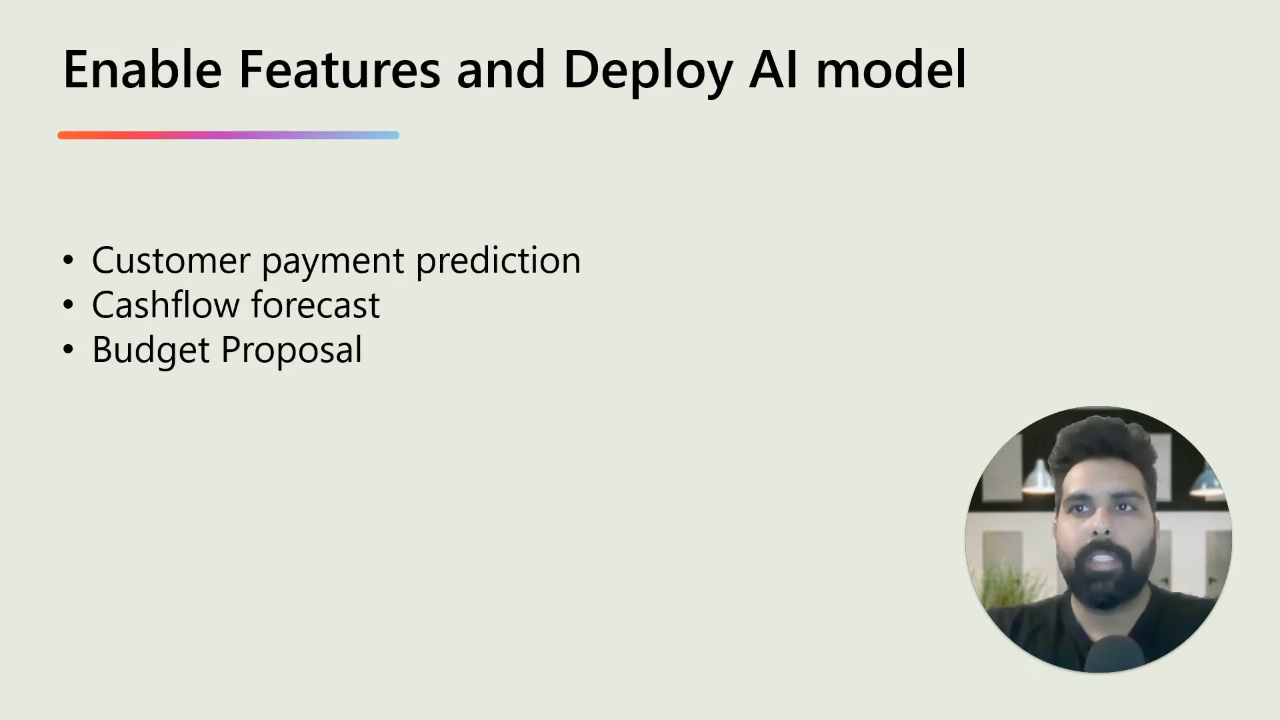 Enable Features and Deploy AI model
• Customer payment prediction
• Cashflow forecast
• Budget Proposal